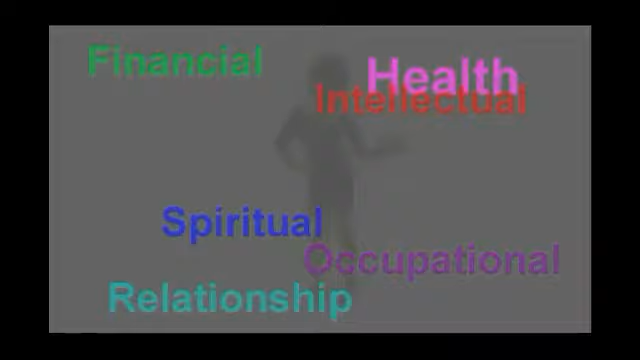 Financial
Health
Intellectual
Spiritual
Occupational
Relationship